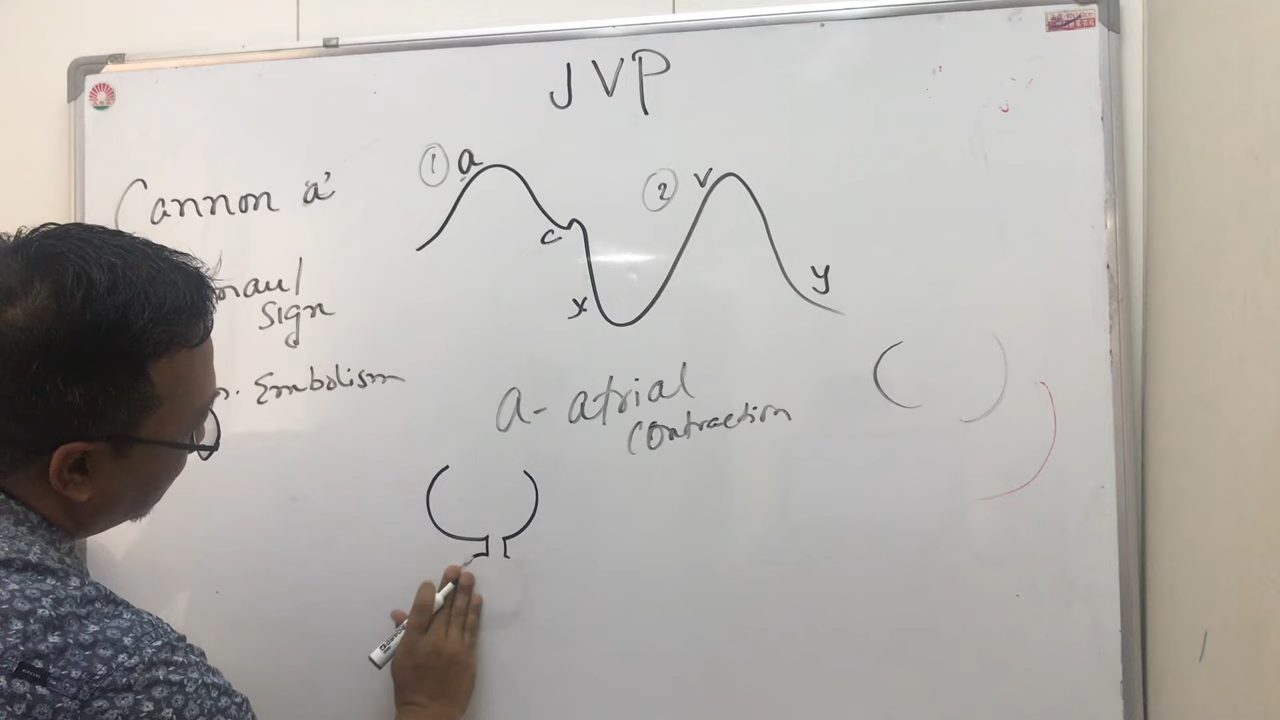 JVP
Cannon a'
sign
Embolism
① a
c
x
② v
y
a- atrial
contraction